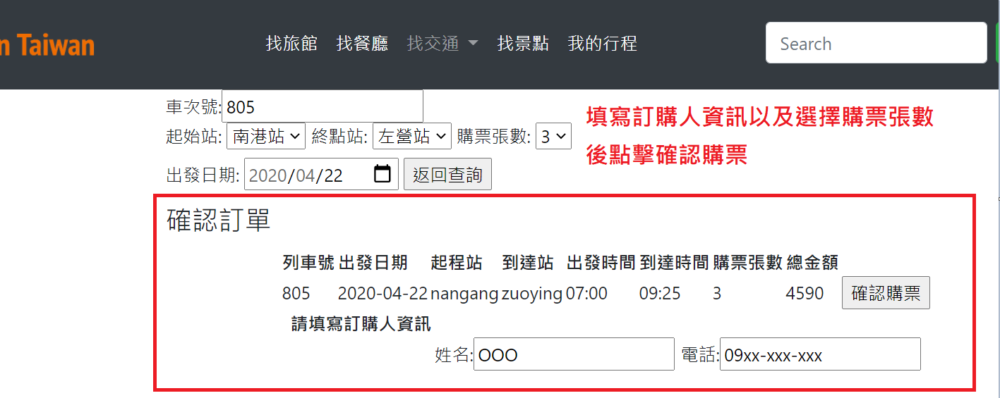 n Taiwan 找旅館 找餐廳 找交通 找景點 我的行程 Search
車次號: 805
填寫訂購人資訊以及選擇購票張數
起始站: 南港站 終點站: 左營站 購票張數: 3
後點擊確認購票
出發日期: 2020/04/22 返回查詢
確認訂單
列車號 出發日期 起程站 到達站 出發時間 到達時間 購票張數 總金額
805 2020-04-22 nangang zuoying 07:00 09:25 3 4590 確認購票
請填寫訂購人資訊
姓名: OOO 電話: 09xx-xxx-xxx